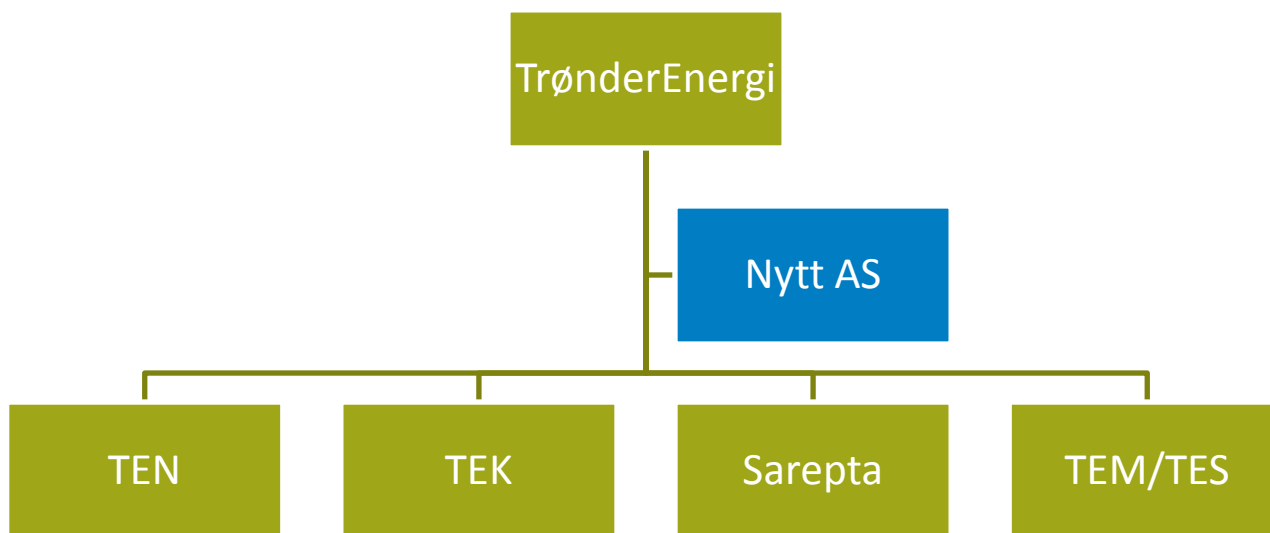 TrønderEnergi
Nytt AS
TEN
TEK
Sarepta
TEM/TES